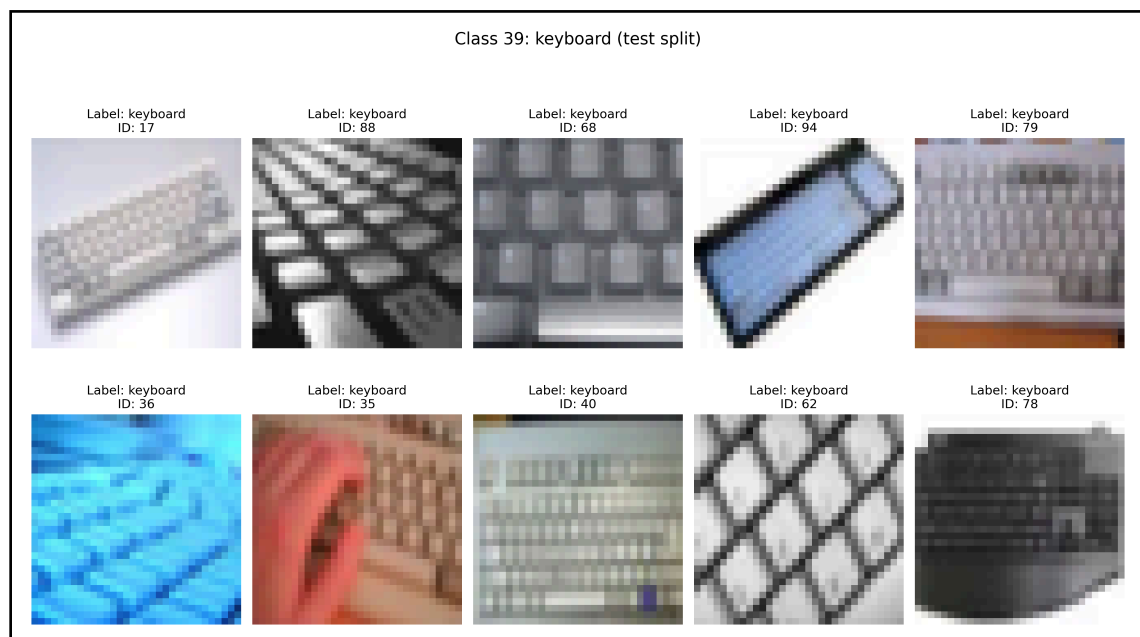 Class 39: keyboard (test split)
Label: keyboard
ID: 17
Label: keyboard
ID: 88
Label: keyboard
ID: 68
Label: keyboard
ID: 94
Label: keyboard
ID: 79
Label: keyboard
ID: 36
Label: keyboard
ID: 35
Label: keyboard
ID: 40
Label: keyboard
ID: 62
Label: keyboard
ID: 78